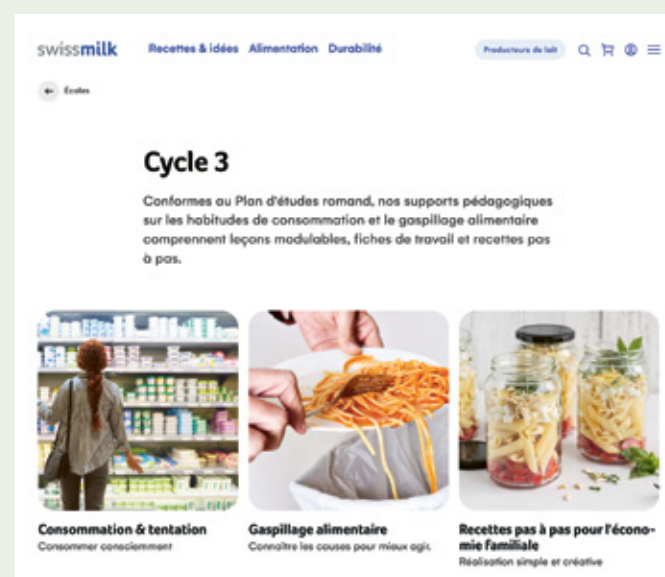 swissmilk
Recettes & idées Alimentation Durabilité
Producteurs de lait
Écoles
Cycle 3
Conformes au Plan d'études romand, nos supports pédagogiques
sur les habitudes de consommation et le gaspillage alimentaire
comprennent leçons modulables, fiches de travail et recettes pas
à pas.
Consommation & tentation
Consommer consciemment
Gaspillage alimentaire
Connaître les causes pour mieux agir.
Recettes pas à pas pour l'écono-
mie familiale
Réalisation simple et créative